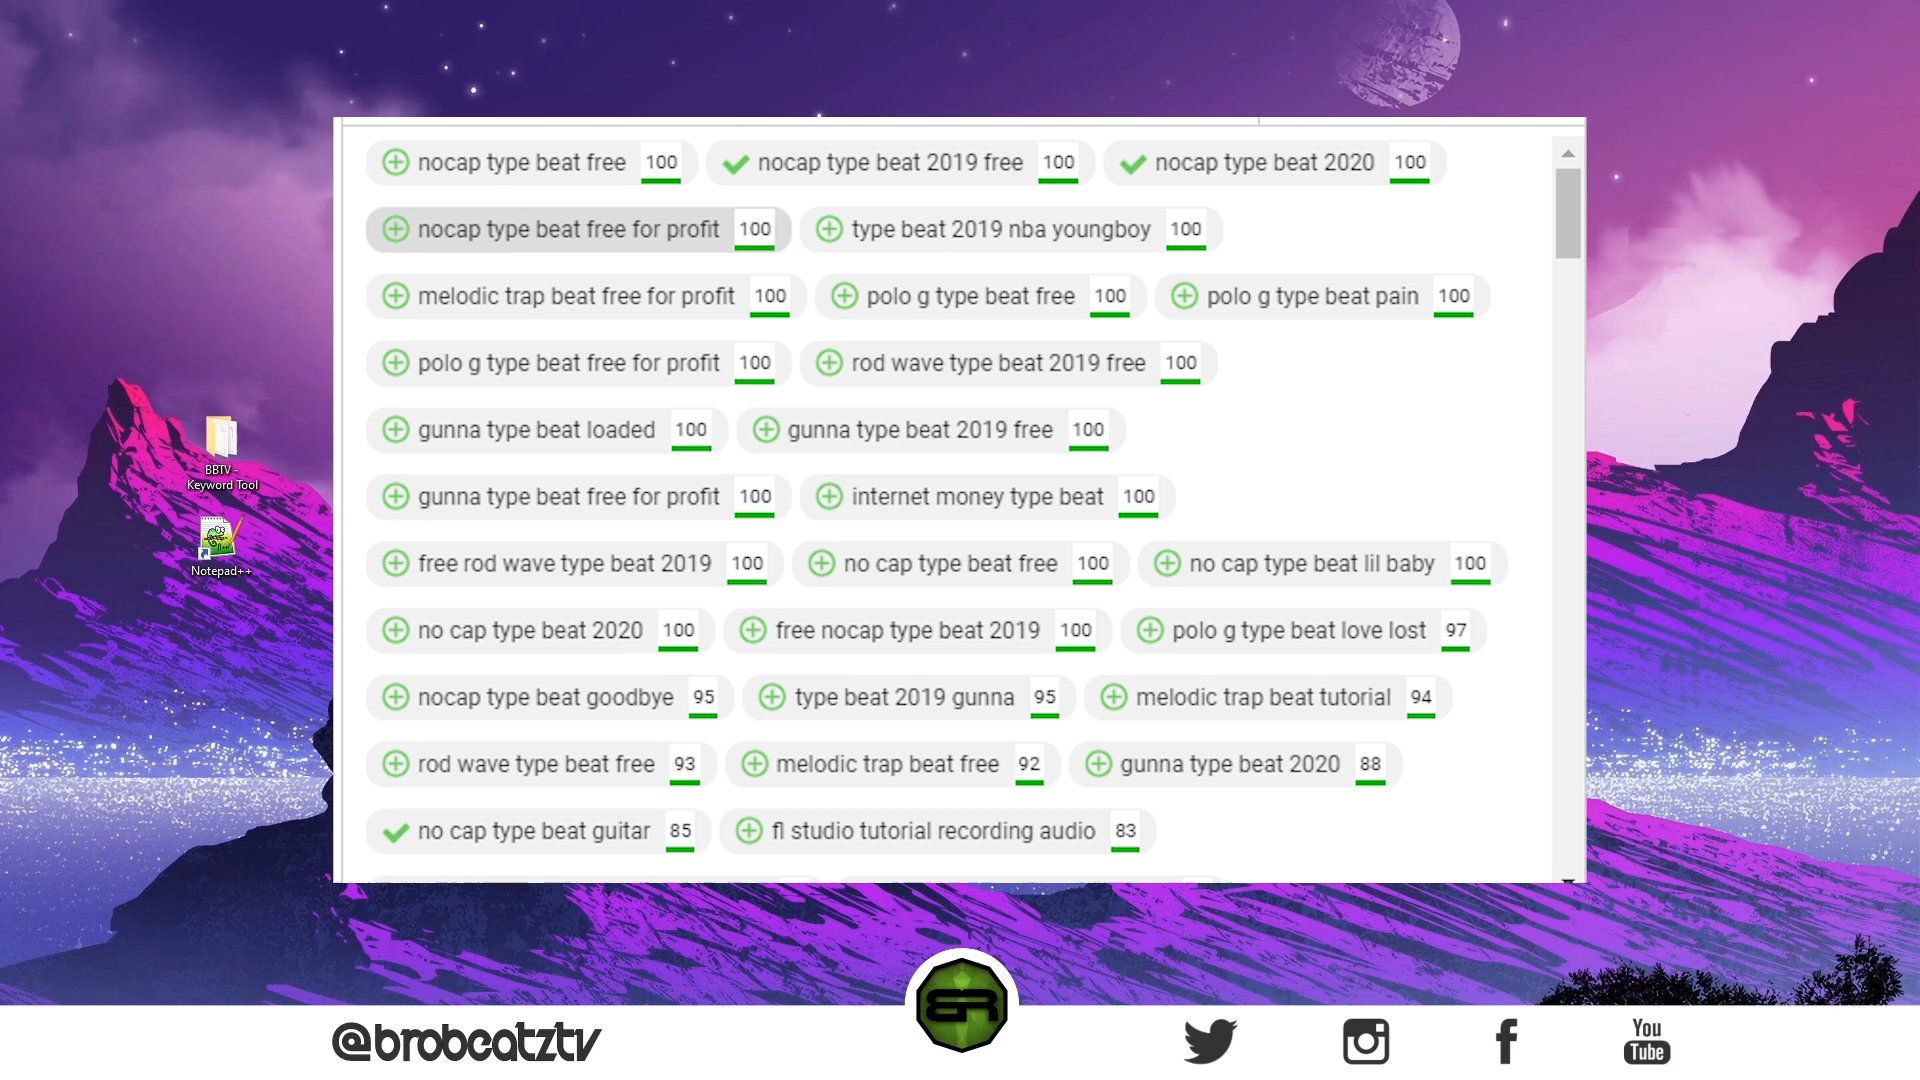 nocap type beat free 100 nocap type beat 2019 free 100 nocap type beat 2020 100
nocap type beat free for profit 100 type beat 2019 nba youngboy 100
melodic trap beat free for profit 100 polo g type beat free 100 polo g type beat pain 100
polo g type beat free for profit 100 rod wave type beat 2019 free 100
gunna type beat loaded 100 gunna type beat 2019 free 100
BBTV -
Keyword Tool
gunna type beat free for profit 100 internet money type beat 100
Notepad++
free rod wave type beat 2019 100 no cap type beat free 100 no cap type beat lil baby 100
no cap type beat 2020 100 free nocap type beat 2019 100 polo g type beat love lost 97
nocap type beat goodbye 95 type beat 2019 gunna 95 melodic trap beat tutorial 94
rod wave type beat free 93 melodic trap beat free 92 gunna type beat 2020 88
no cap type beat guitar 85 fl studio tutorial recording audio 83
BR
@brobeatztv
You
Tube